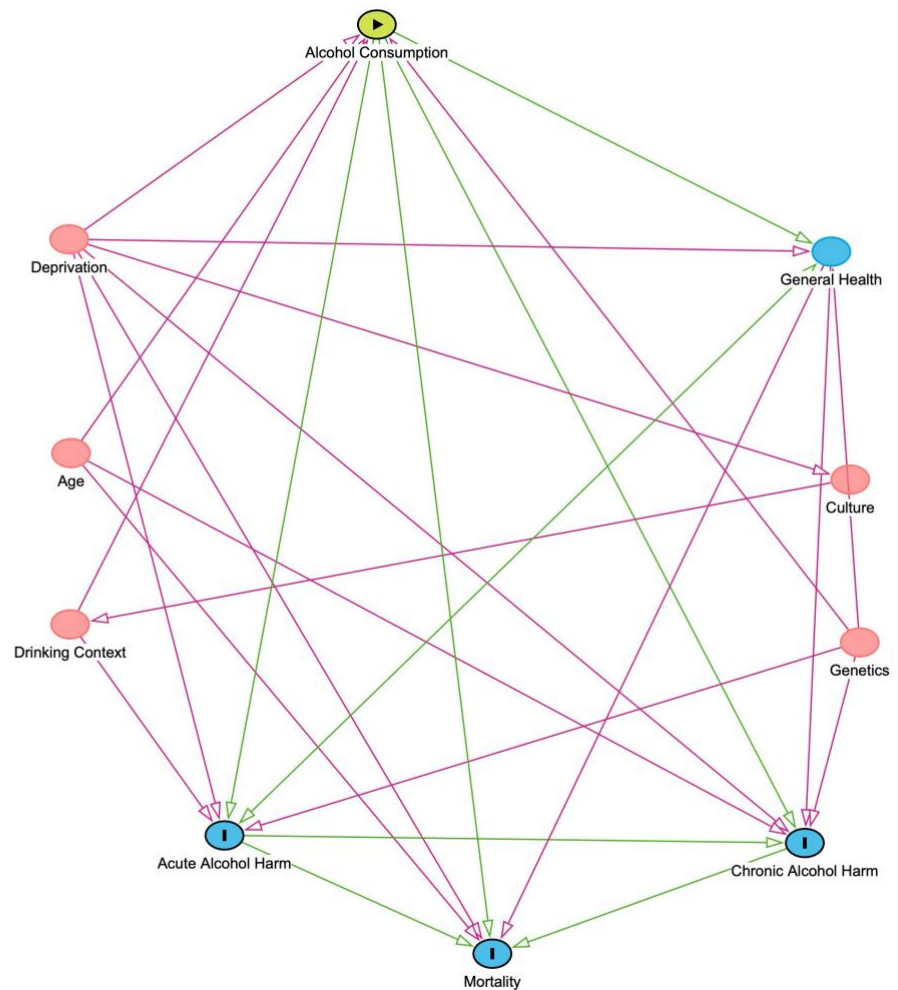 Alcohol Consumption
Deprivation
General Health
Age
Culture
Drinking Context
Genetics
Acute Alcohol Harm
Chronic Alcohol Harm
Mortality